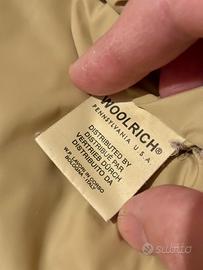 WOOLRICH®
PENNSYLVANIA U.S.A.
DISTRIBUTED BY
DISTRIBUÉ PAR
VERTRIEB DURCH
DISTRIBUITO DA
W.P. LAVORI IN CORSO
BOLOGNA - ITALY
subito